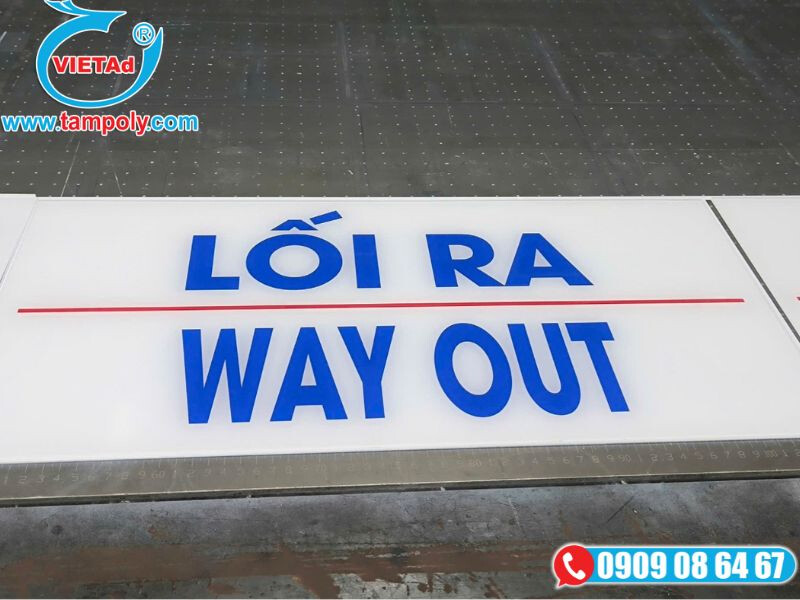 VIETAd
®
www.tampoly.com
LỐI RA
WAY OUT
0909 08 64 67